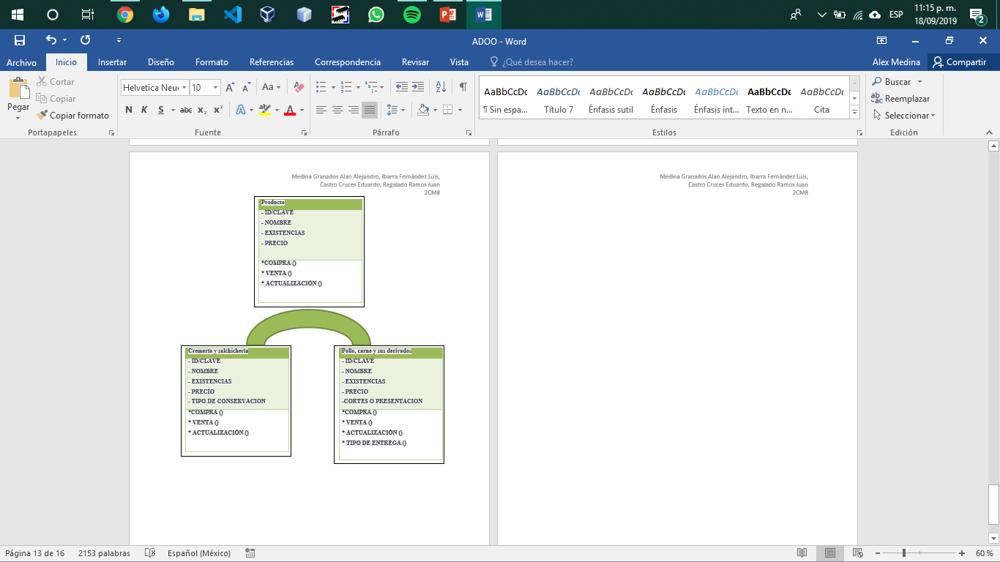 ESP
11:15 p. m.
18/09/2019
2
ADOO - Word
Archivo
Inicio
Insertar
Diseño
Formato
Referencias
Correspondencia
Revisar
Vista
¿Qué desea hacer?
Alex Medina
Compartir
Pegar
Cortar
Copiar
Copiar formato
Portapapeles
Helvetica Neu
10
N K S abc x₂ x²
Fuente
Párrafo
AaBbCcDc
AaBbCcDc
AaBbCcDc
AaBbCcDc
AaBbCcDc
AaBbCcDc
AaBbCcDc
¶ Sin espa...
Título 7
Énfasis sutil
Énfasis
Énfasis int...
Texto en n...
Cita
Estilos
Buscar
Reemplazar
Seleccionar
Edición
Medina Granados Alan Alejandro, Ibarra Fernández Luis,
Castro Cruces Eduardo, Regalado Ramos Juan
2CM8
Producto
- ID/CLAVE
- NOMBRE
- EXISTENCIAS
- PRECIO
*COMPRA ()
* VENTA ()
* ACTUALIZACIÓN ()
Cremería y salchichería
- ID/CLAVE
- NOMBRE
- EXISTENCIAS
- PRECIO
- TIPO DE CONSERVACION
*COMPRA ()
* VENTA ()
* ACTUALIZACIÓN ()
Pollo, carne y sus derivados
- ID/CLAVE
- NOMBRE
- EXISTENCIAS
- PRECIO
-CORTES O PRESENTACION
*COMPRA ()
* VENTA ()
* ACTUALIZACIÓN ()
* TIPO DE ENTREGA ()
Medina Granados Alan Alejandro, Ibarra Fernández Luis,
Castro Cruces Eduardo, Regalado Ramos Juan
2CM8
Página 13 de 16
2153 palabras
Español (México)
60 %